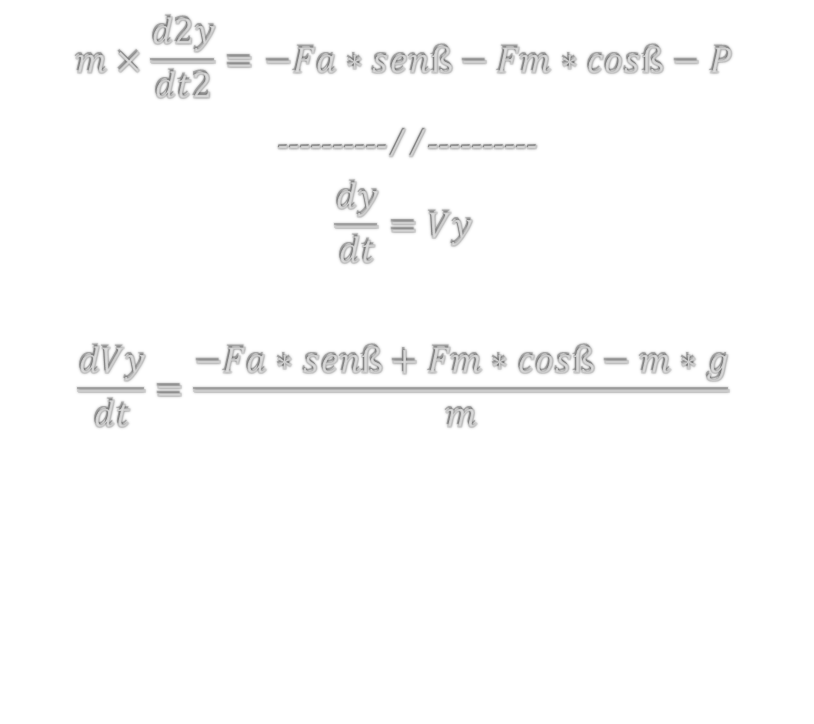 m × d2y/dt2 = −Fa ∗ senß − Fm ∗ cosß − P
----------//----------
dy/dt = Vy
dVy/dt = (−Fa ∗ senß + Fm ∗ cosß − m ∗ g)/m